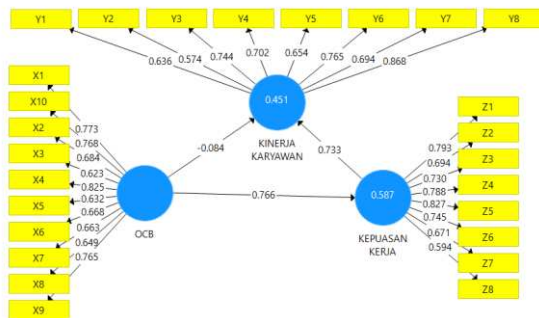 Y1 Y2 Y3 Y4 Y5 Y6 Y7 Y8
0.636 0.574 0.744 0.702 0.654 0.765 0.694 0.868
0.451
KINERJA
KARYAWAN
X1
X10
X2
X3
X4
X5
X6
X7
X8
X9
0.773
0.768
0.684
0.623
0.825
0.632
0.668
0.663
0.649
0.765
OCB
-0.084
0.733
0.766
0.587
KEPUASAN
KERJA
0.793
0.694
0.730
0.788
0.827
0.745
0.671
0.594
Z1
Z2
Z3
Z4
Z5
Z6
Z7
Z8